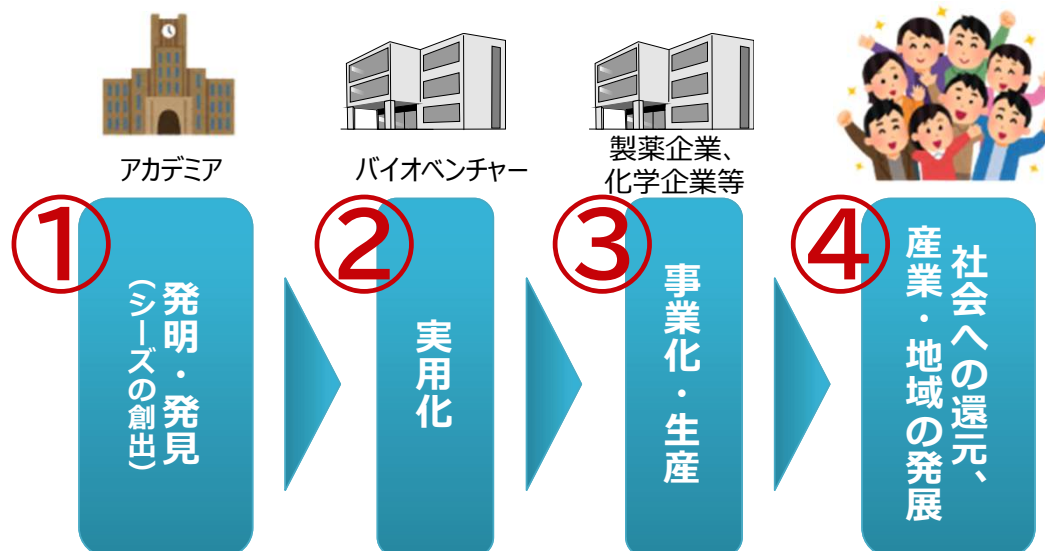 アカデミア
バイオベンチャー
製薬企業、
化学企業等
①
発明・発見
(シーズの創出)
②
実用化
③
事業化・生産
④
社会への還元、
産業・地域の発展